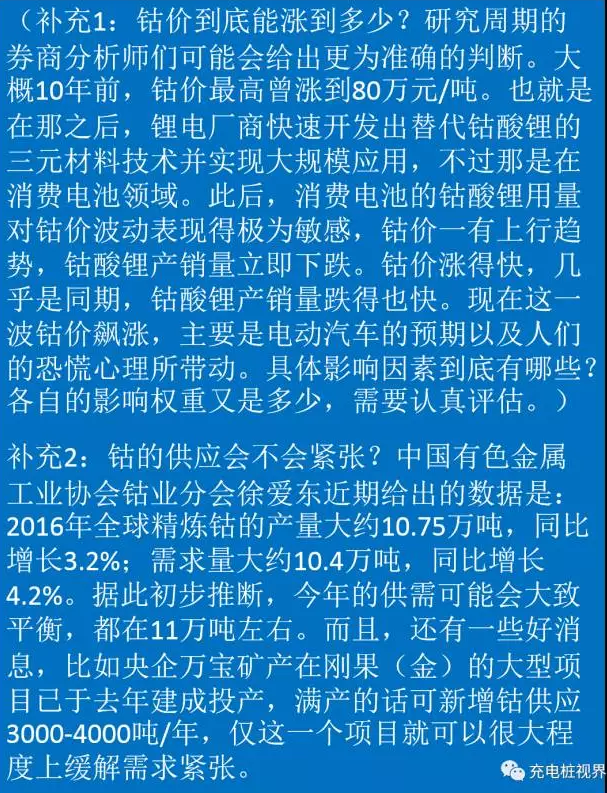 （补充1：钴价到底能涨到多少？研究周期的
券商分析师们可能会给出更为准确的判断。大
概10年前，钴价最高曾涨到80万元/吨。也就是
在那之后，锂电厂商快速开发出替代钴酸锂的
三元材料技术并实现大规模应用，不过那是在
消费电池领域。此后，消费电池的钴酸锂用量
对钴价波动表现得极为敏感，钴价一有上行趋
势，钴酸锂产销量立即下跌。钴价涨得快，几
乎是同期，钴酸锂产销量跌得也快。现在这一
波钴价飙涨，主要是电动汽车的预期以及人们
的恐慌心理所带动。具体影响因素到底有哪些？
各自的影响权重又是多少，需要认真评估。）
补充2：钴的供应会不会紧张？中国有色金属
工业协会钴业分会徐爱东近期给出的数据是：
2016年全球精炼钴的产量大约10.75万吨，同比
增长3.2%；需求量大约10.4万吨，同比增长
4.2%。据此初步推断，今年的供需可能会大致
平衡，都在11万吨左右。而且，还有一些好消
息，比如央企万宝矿产在刚果（金）的大型项
目已于去年建成投产，满产的话可新增钴供应
3000-4000吨/年，仅这一个项目就可以很大程
度上缓解需求紧张。
充电桩视界